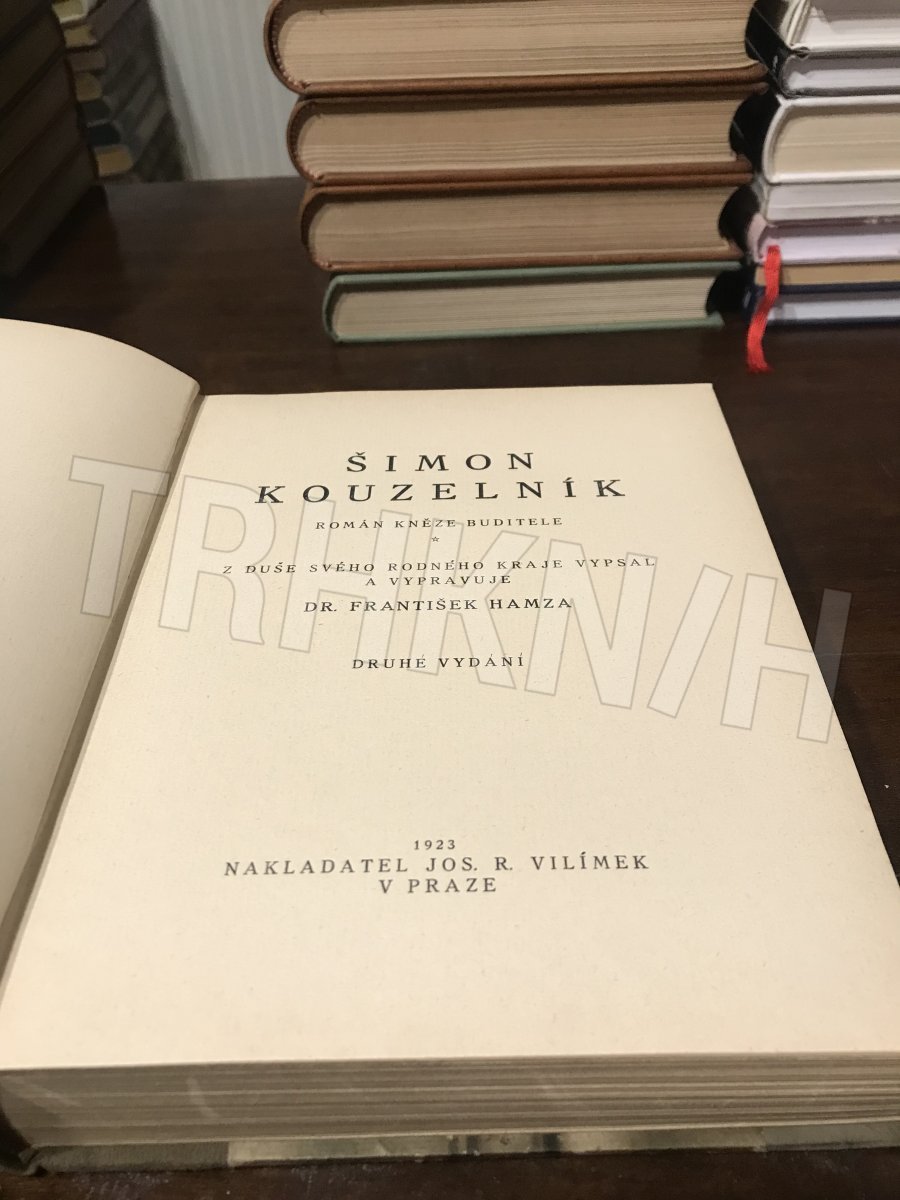 ŠIMON
KOUZELNÍK
ROMÁN KNĚZE BUDITELE
Z DUŠE SVÉHO RODNÉHO KRAJE VYPSAL
A VYPRAVUJE
DR. FRANTIŠEK HAMZA
DRUHÉ VYDÁNÍ
1923
NAKLADATEL JOS. R. VILÍMEK
V PRAZE
TRHKN/H